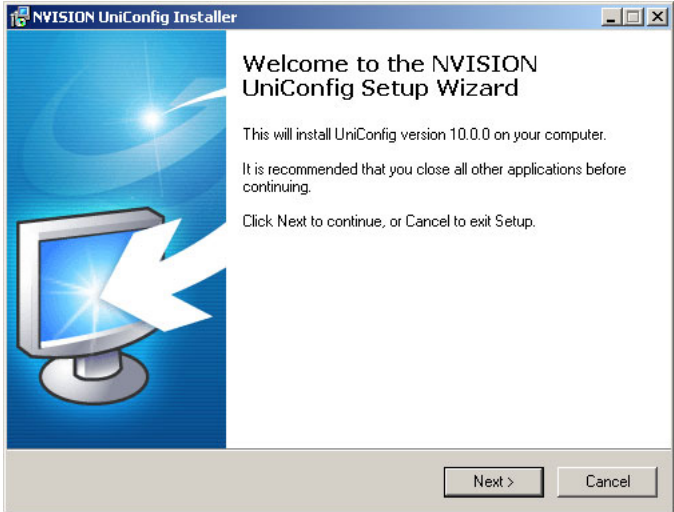 NVISION UniConfig Installer
Welcome to the NVISION
UniConfig Setup Wizard
This will install UniConfig version 10.0.0 on your computer.
It is recommended that you close all other applications before
continuing.
Click Next to continue, or Cancel to exit Setup.
Next >
Cancel